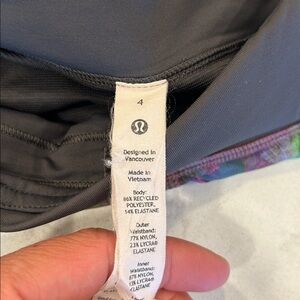 4
Designed in
Vancouver
Made in
Vietnam
Body:
86% RECYCLED
POLYESTER,
14% ELASTANE
Outer
Waistband:
77% NYLON,
23% LYCRA®
ELASTANE
Inner
Waistband:
87% NYLON,
13% LYCRA®
ELASTANE